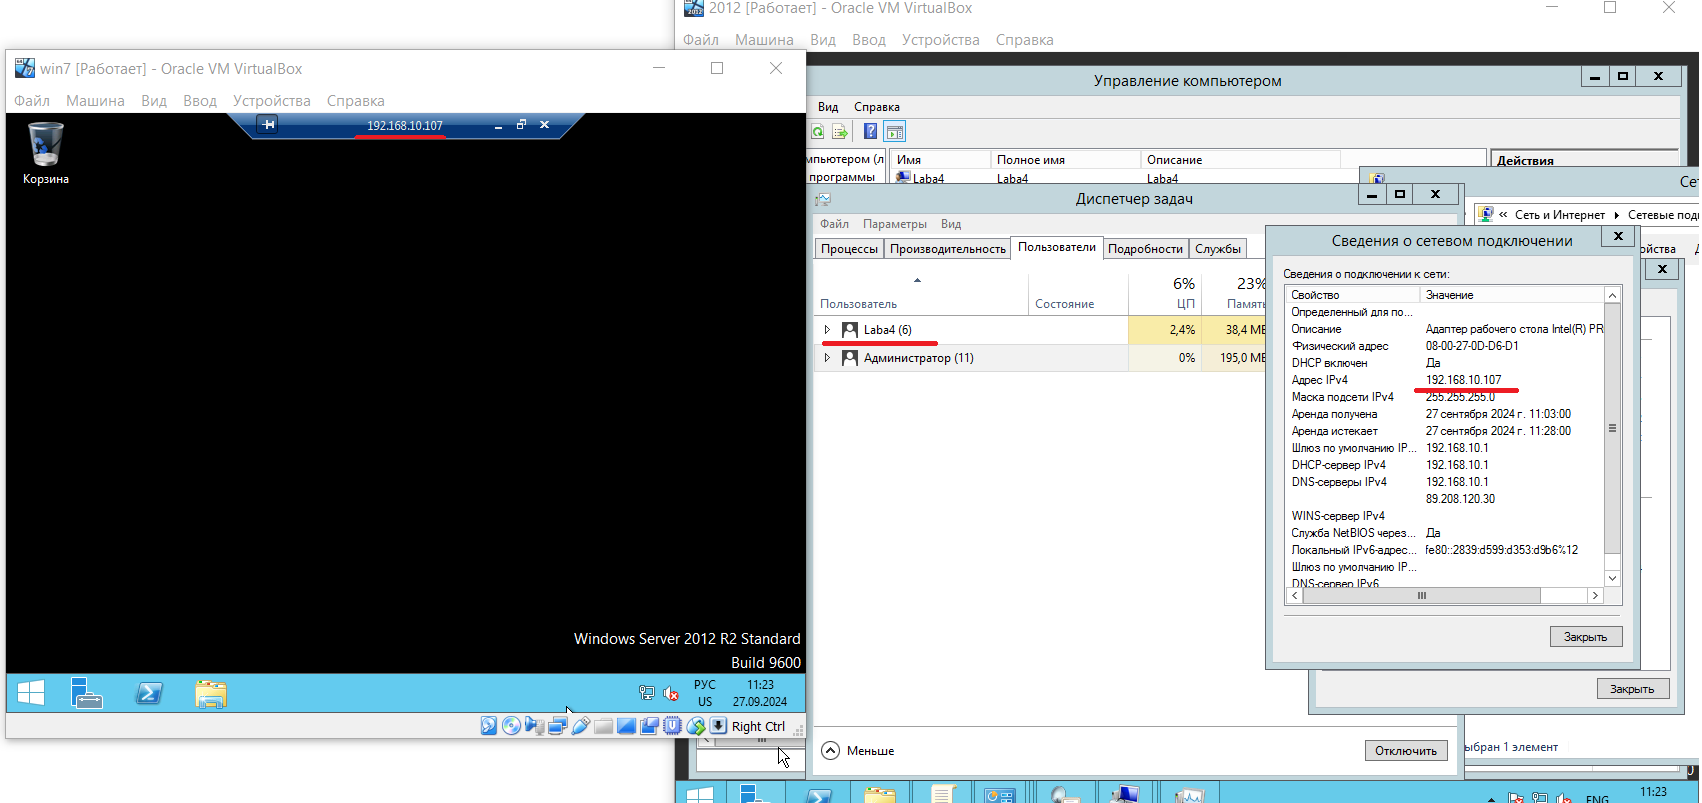 2012 [Работает] - Oracle VM VirtualBox
Файл Машина Вид Ввод Устройства Справка
win7 [Работает] - Oracle VM VirtualBox
Файл Машина Вид Ввод Устройства Справка
192.168.10.107
Корзина
Windows Server 2012 R2 Standard
Build 9600
РУС 11:23
US 27.09.2024
Right Ctrl
Управление компьютером
Вид Справка
мпьютером (л
программы
Имя Полное имя Описание
Laba4 Laba4 Laba4
Действия
Диспетчер задач
Файл Параметры Вид
Процессы Производительность Пользователи Подробности Службы
6% 23%
Пользователь Состояние ЦП Памят
Laba4 (6) 2,4% 38,4 МБ
Администратор (11) 0% 195,0 МБ
Меньше
Отключить
Се
« Сеть и Интернет Сетевые под
ойства
Сведения о сетевом подключении
Сведения о подключении к сети:
Свойство Значение
Определенный для по...
Описание Адаптер рабочего стола Intel(R) PR
Физический адрес 08-00-27-0D-D6-D1
DHCP включен Да
Адрес IPv4 192.168.10.107
Маска подсети IPv4 255.255.255.0
Аренда получена 27 сентября 2024 г. 11:03:00
Аренда истекает 27 сентября 2024 г. 11:28:00
Шлюз по умолчанию IP... 192.168.10.1
DHCP-сервер IPv4 192.168.10.1
DNS-серверы IPv4 192.168.10.1
89.208.120.30
WINS-сервер IPv4
Служба NetBIOS через... Да
Локальный IPv6-адрес... fe80::2839:d599:d353:d9b6%12
Шлюз по умолчанию IP...
DNS-сервер IPv6
Закрыть
Закрыть
ыбран 1 элемент
ENG 11:23